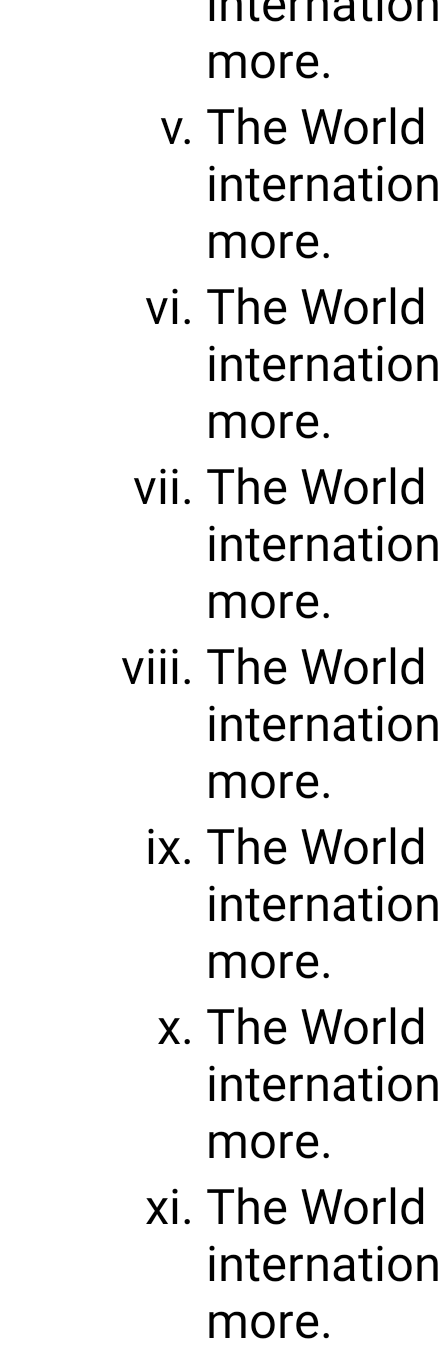 internation
more.
v. The World
internation
more.
vi. The World
internation
more.
vii. The World
internation
more.
viii. The World
internation
more.
ix. The World
internation
more.
x. The World
internation
more.
xi. The World
internation
more.